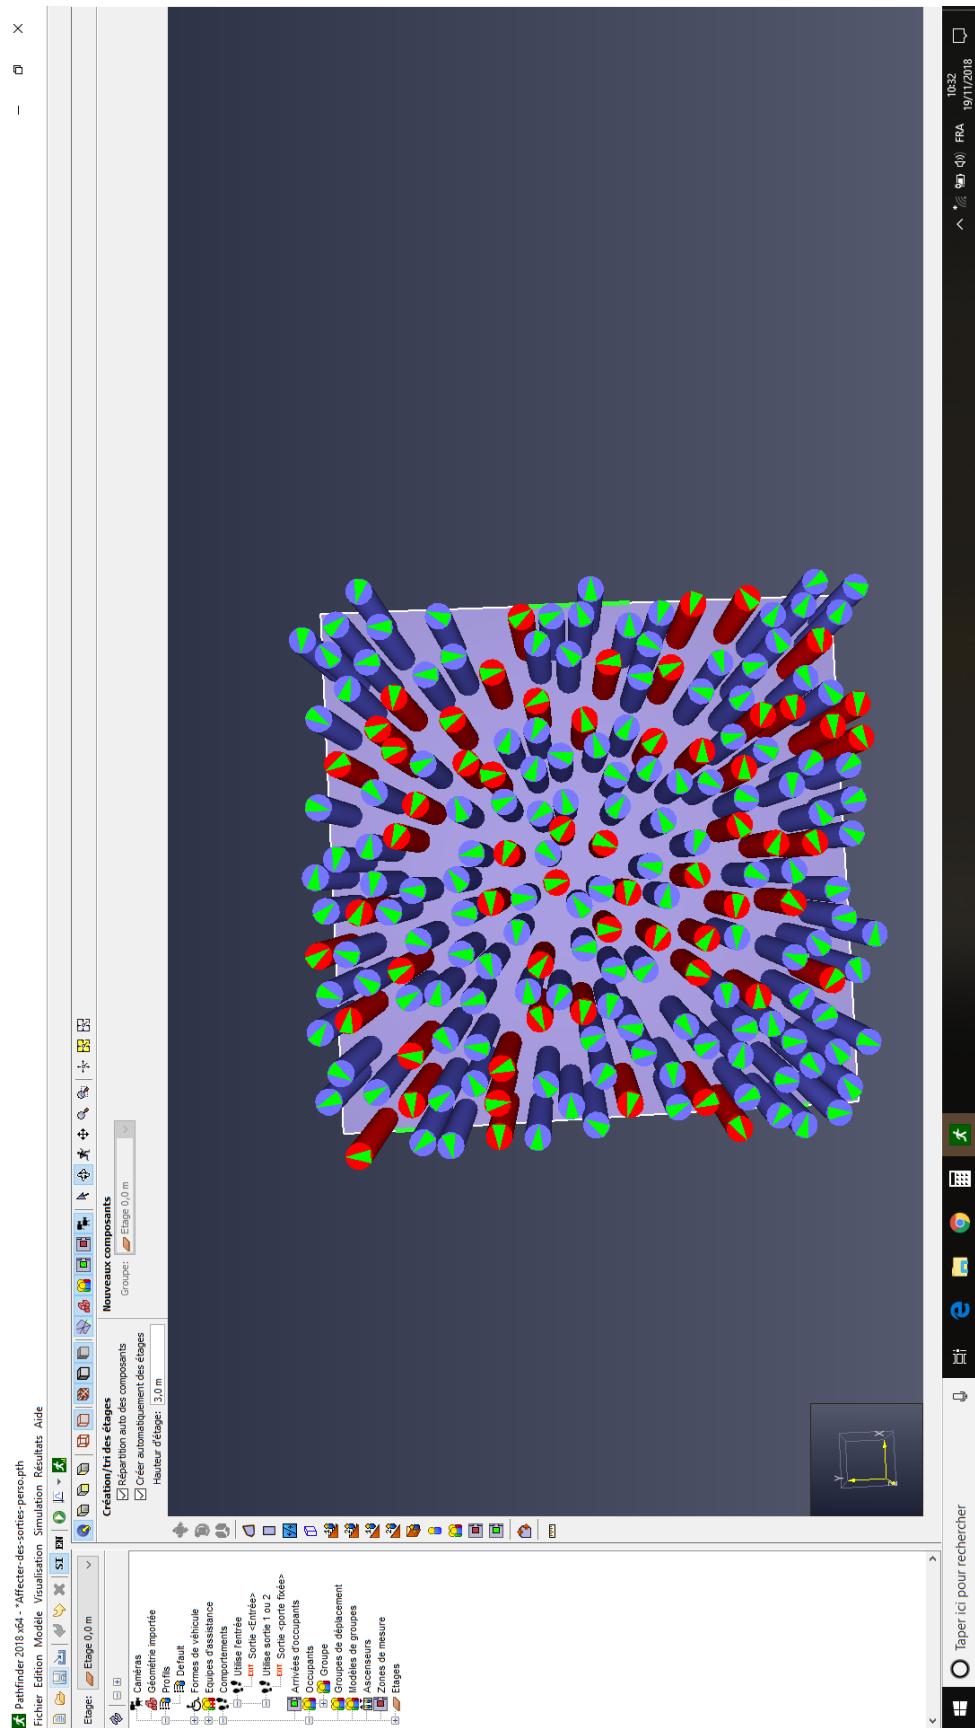 Pathfinder 2018 x64 - *Affecter-des-sorties-perso.pth
Fichier Edition Modèle Visualisation Simulation Résultats Aide
SI EN
Etage: Etage 0,0 m
Création/tri des étages
Répartition auto des composants
Créer automatiquement des étages
Hauteur d'étage: 3,0 m
Nouveaux composants
Groupe: Etage 0,0 m
Caméras
Géométrie importée
Profils
Default
Formes de véhicule
Equipes d'assistance
Comportements
Utilise l'entrée
EXIT Sortie <Entrée>
Utilise sortie 1 ou 2
EXIT Sortie <porte fixée>
Arrivées d'occupants
Occupants
Groupe
Groupes de déplacement
Modèles de groupes
Ascenseurs
Zones de mesure
Etages
Y
X
Taper ici pour rechercher
FRA
10:32
19/11/2018